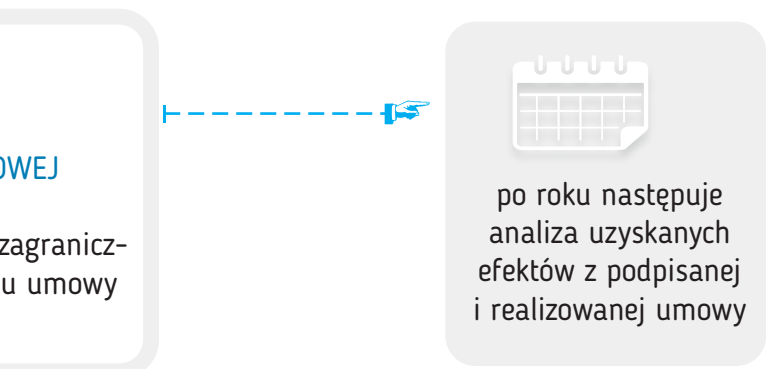 OWEJ
zagranicz-
u umowy
po roku następuje
analiza uzyskanych
efektów z podpisanej
i realizowanej umowy